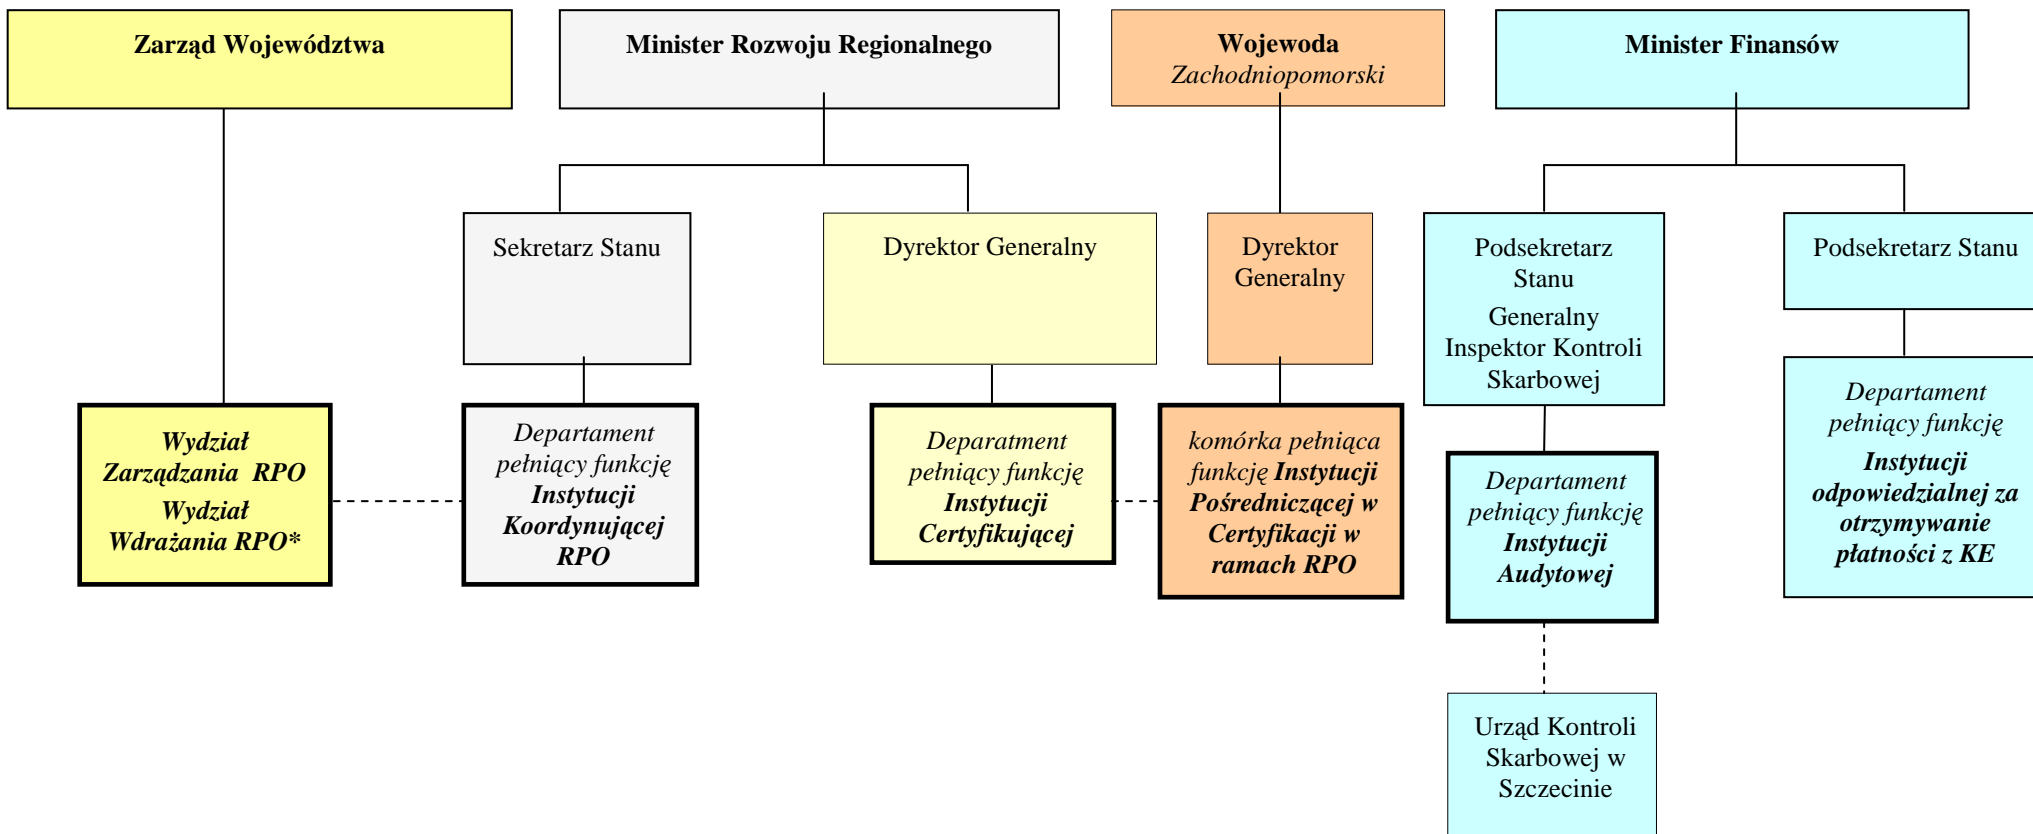 Zarząd Województwa
Minister Rozwoju Regionalnego
Wojewoda
Zachodniopomorski
Minister Finansów
Sekretarz Stanu
Dyrektor Generalny
Dyrektor
Generalny
Podsekretarz
Stanu
Generalny
Inspektor Kontroli
Skarbowej
Podsekretarz Stanu
Wydział
Zarządzania RPO
Wydział
Wdrażania RPO*
Departament
pełniący funkcję
Instytucji
Koordynującej
RPO
Deparatment
pełniący funkcję
Instytucji
Certyfikującej
komórka pełniąca
funkcję Instytucji
Pośredniczącej w
Certyfikacji w
ramach RPO
Departament
pełniący funkcję
Instytucji
Audytowej
Departament
pełniący funkcję
Instytucji
odpowiedzialnej za
otrzymywanie
płatności z KE
Urząd Kontroli
Skarbowej w
Szczecinie